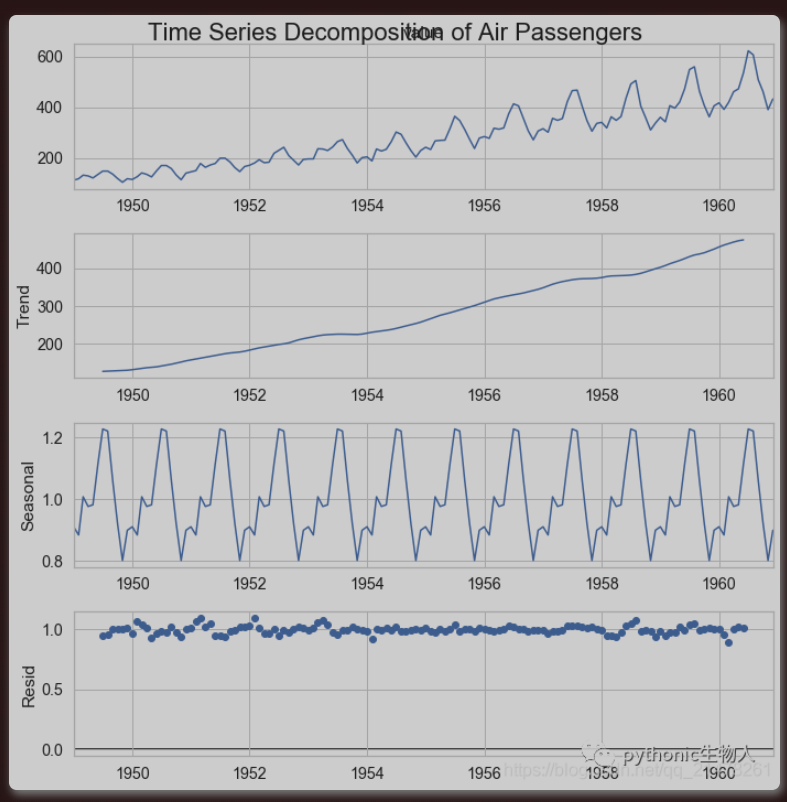 Time Series Decomposition of Air Passengers
value
600
400
200
1950 1952 1954 1956 1958 1960
Trend
400
300
200
1950 1952 1954 1956 1958 1960
Seasonal
1.2
1.0
0.8
1950 1952 1954 1956 1958 1960
Resid
1.0
0.5
0.0
1950 1952 1954 1956 1958 1960
pythonic生物人